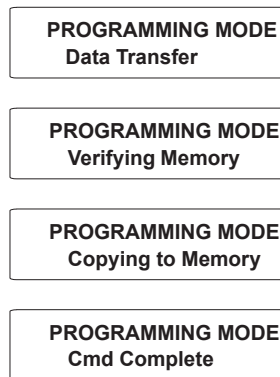 PROGRAMMING MODE
Data Transfer
PROGRAMMING MODE
Verifying Memory
PROGRAMMING MODE
Copying to Memory
PROGRAMMING MODE
Cmd Complete